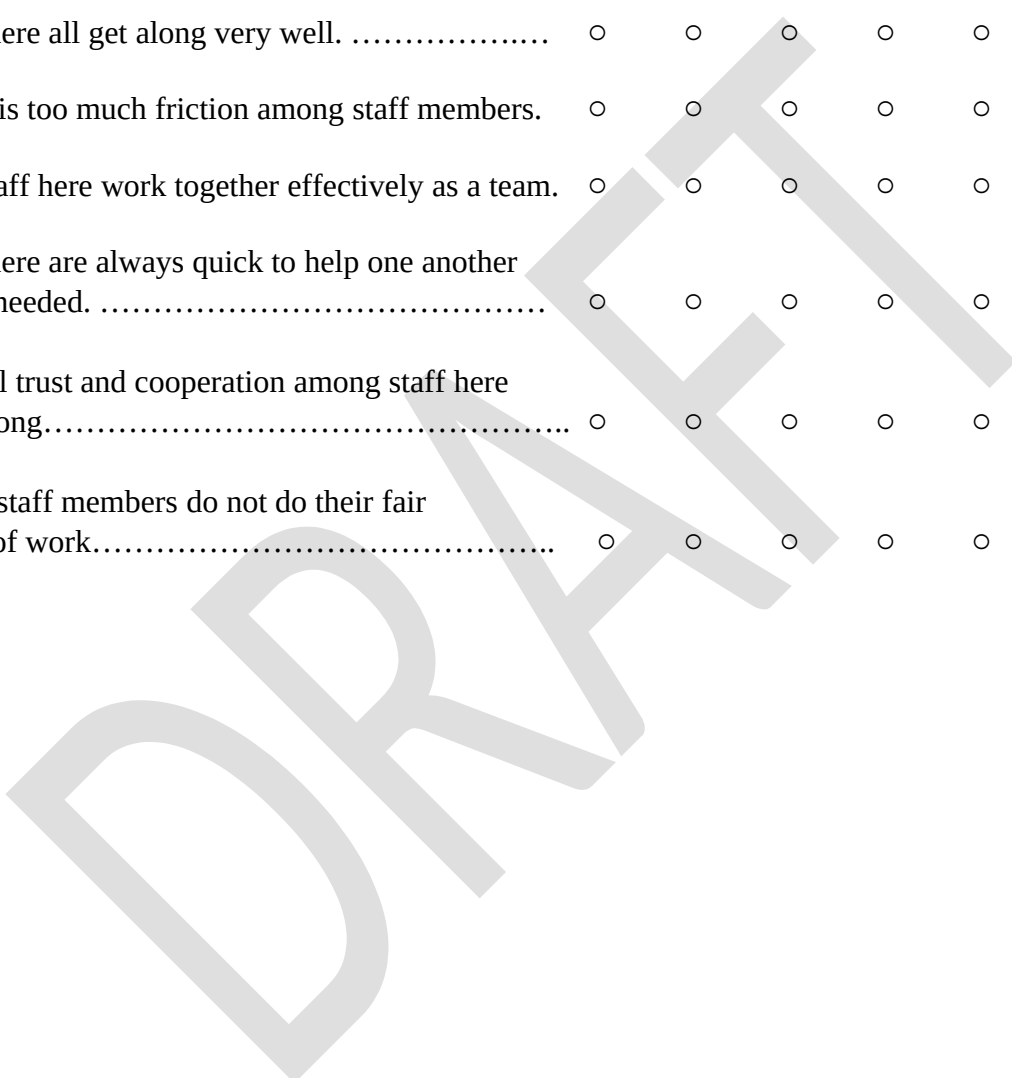 ere all get along very well. ……………..…
is too much friction among staff members.
aff here work together effectively as a team.
ere are always quick to help one another
needed. ……………………………………
l trust and cooperation among staff here
ong…………………………………………..
staff members do not do their fair
of work……………………………………..
DRAFT